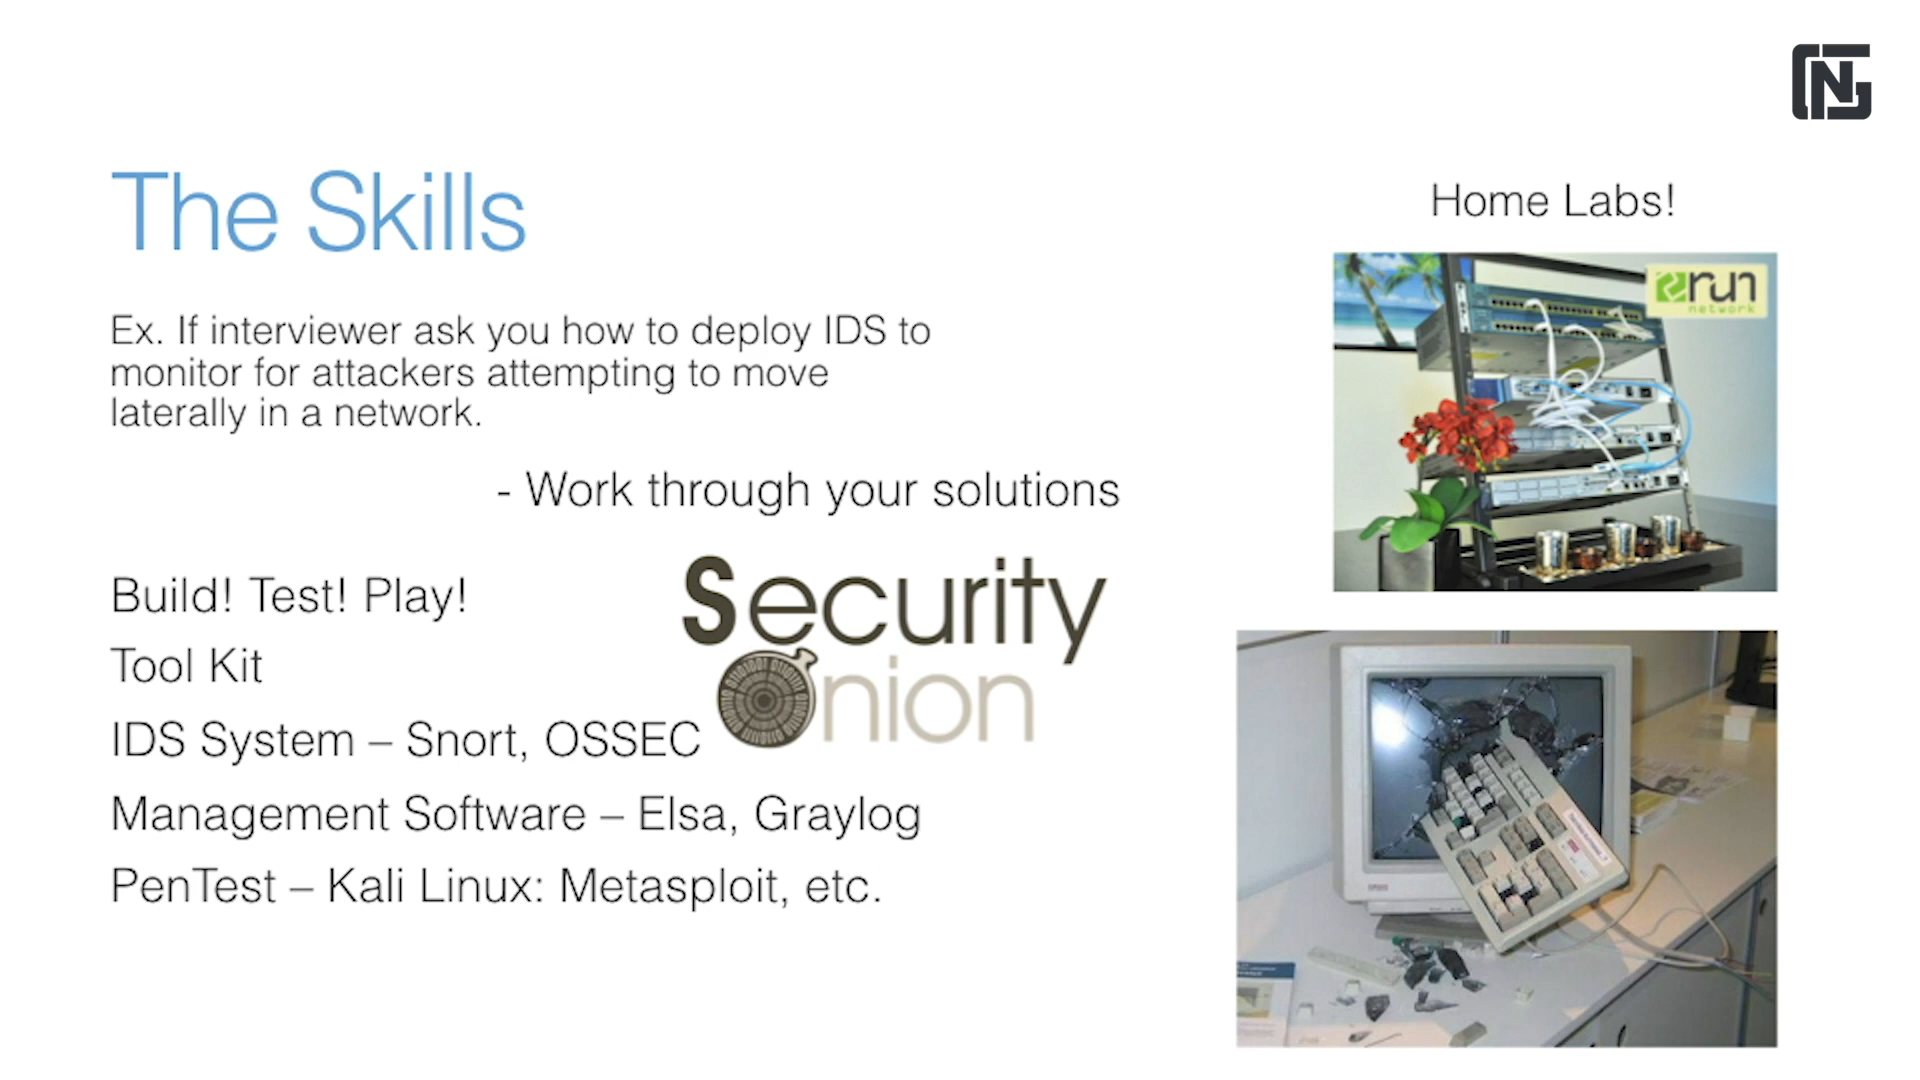 The Skills
Ex. If interviewer ask you how to deploy IDS to
monitor for attackers attempting to move
laterally in a network.
- Work through your solutions
Build! Test! Play!
Tool Kit
IDS System – Snort, OSSEC
Management Software – Elsa, Graylog
PenTest – Kali Linux: Metasploit, etc.
Security
Onion
Home Labs!
run
network